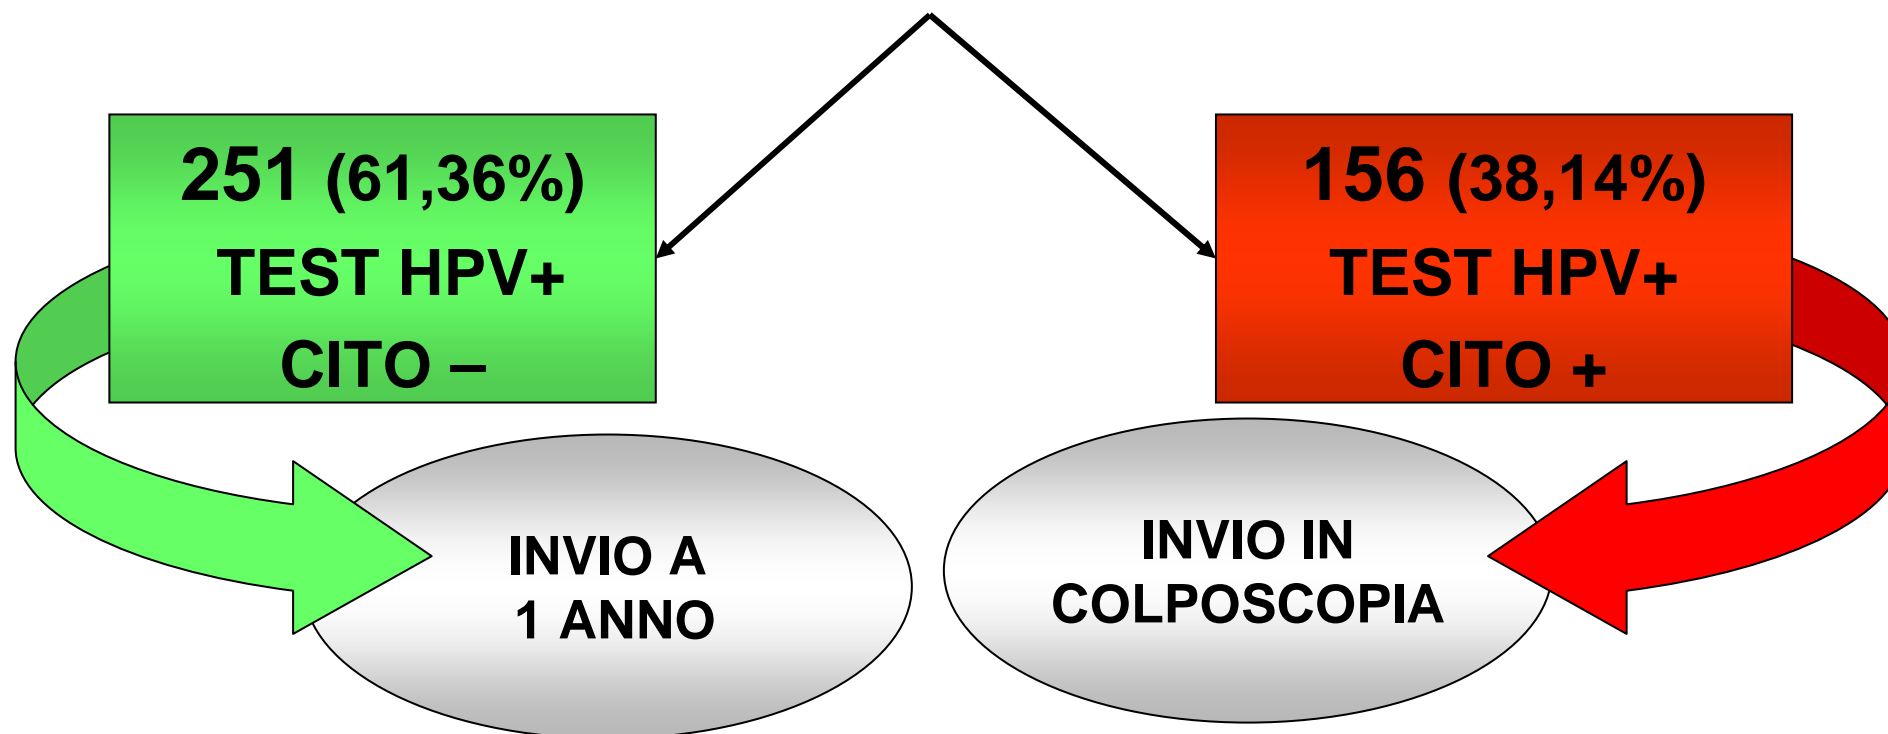 251 (61,36%)
TEST HPV+
CITO –
156 (38,14%)
TEST HPV+
CITO +
INVIO A
1 ANNO
INVIO IN
COLPOSCOPIA